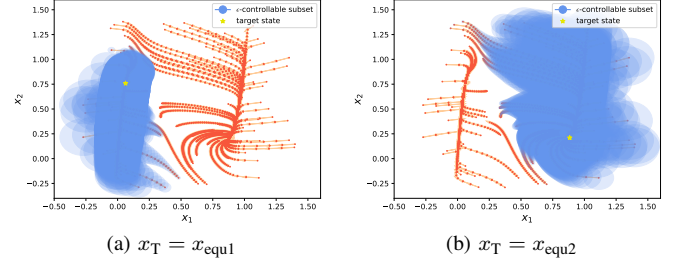 1.50
1.25
1.00
0.75
0.50
0.25
0.00
−0.25
x₂
ϵ-controllable subset
target state
−0.50 −0.25 0.00 0.25 0.50 0.75 1.00 1.25 1.50
x₁
(a) x_T = x_equ1
1.50
1.25
1.00
0.75
0.50
0.25
0.00
−0.25
x₂
ϵ-controllable subset
target state
−0.50 −0.25 0.00 0.25 0.50 0.75 1.00 1.25 1.50
x₁
(b) x_T = x_equ2